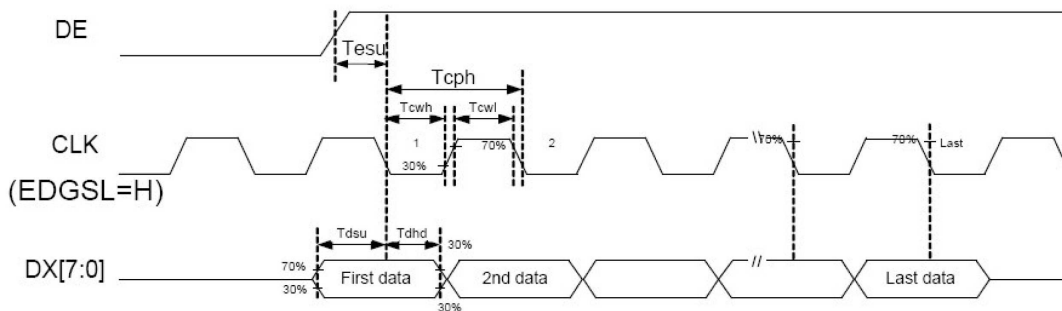 DE
Tesu
Tcph
Tcwh
Tcwl
CLK
1
70%
2
\\
70%
70%
Last
30%
(EDGSL=H)
Tdsu
Tdhd
30%
70%
DX[7:0]
First data
2nd data
//
Last data
30%
30%